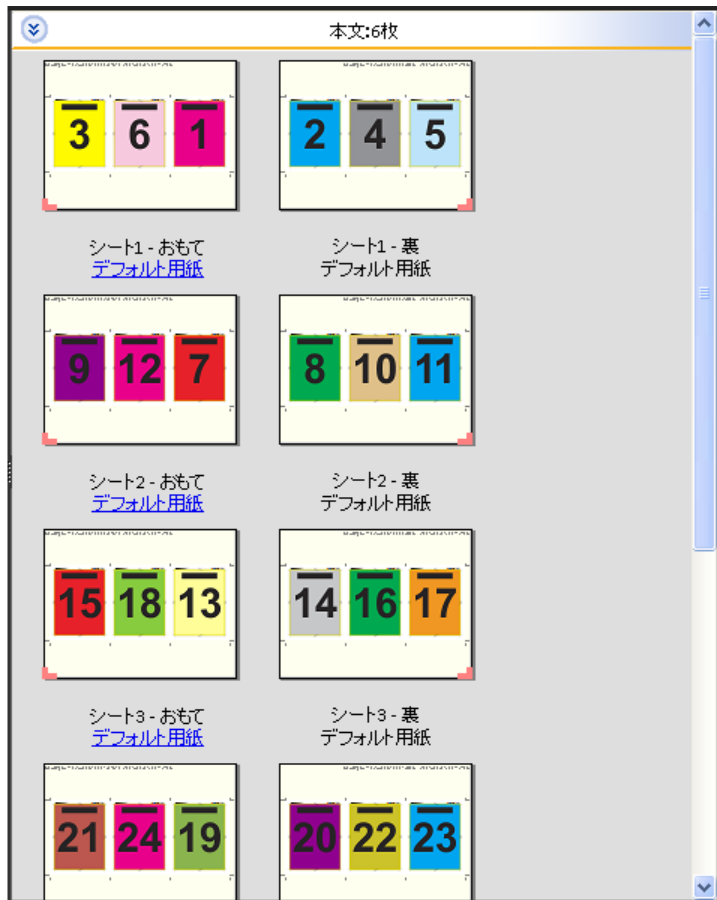 本文:6枚
3 6 1
2 4 5
シート1 - おもて
デフォルト用紙
シート1 - 裏
デフォルト用紙
9 12 7
8 10 11
シート2 - おもて
デフォルト用紙
シート2 - 裏
デフォルト用紙
15 18 13
14 16 17
シート3 - おもて
デフォルト用紙
シート3 - 裏
デフォルト用紙
21 24 19
20 22 23